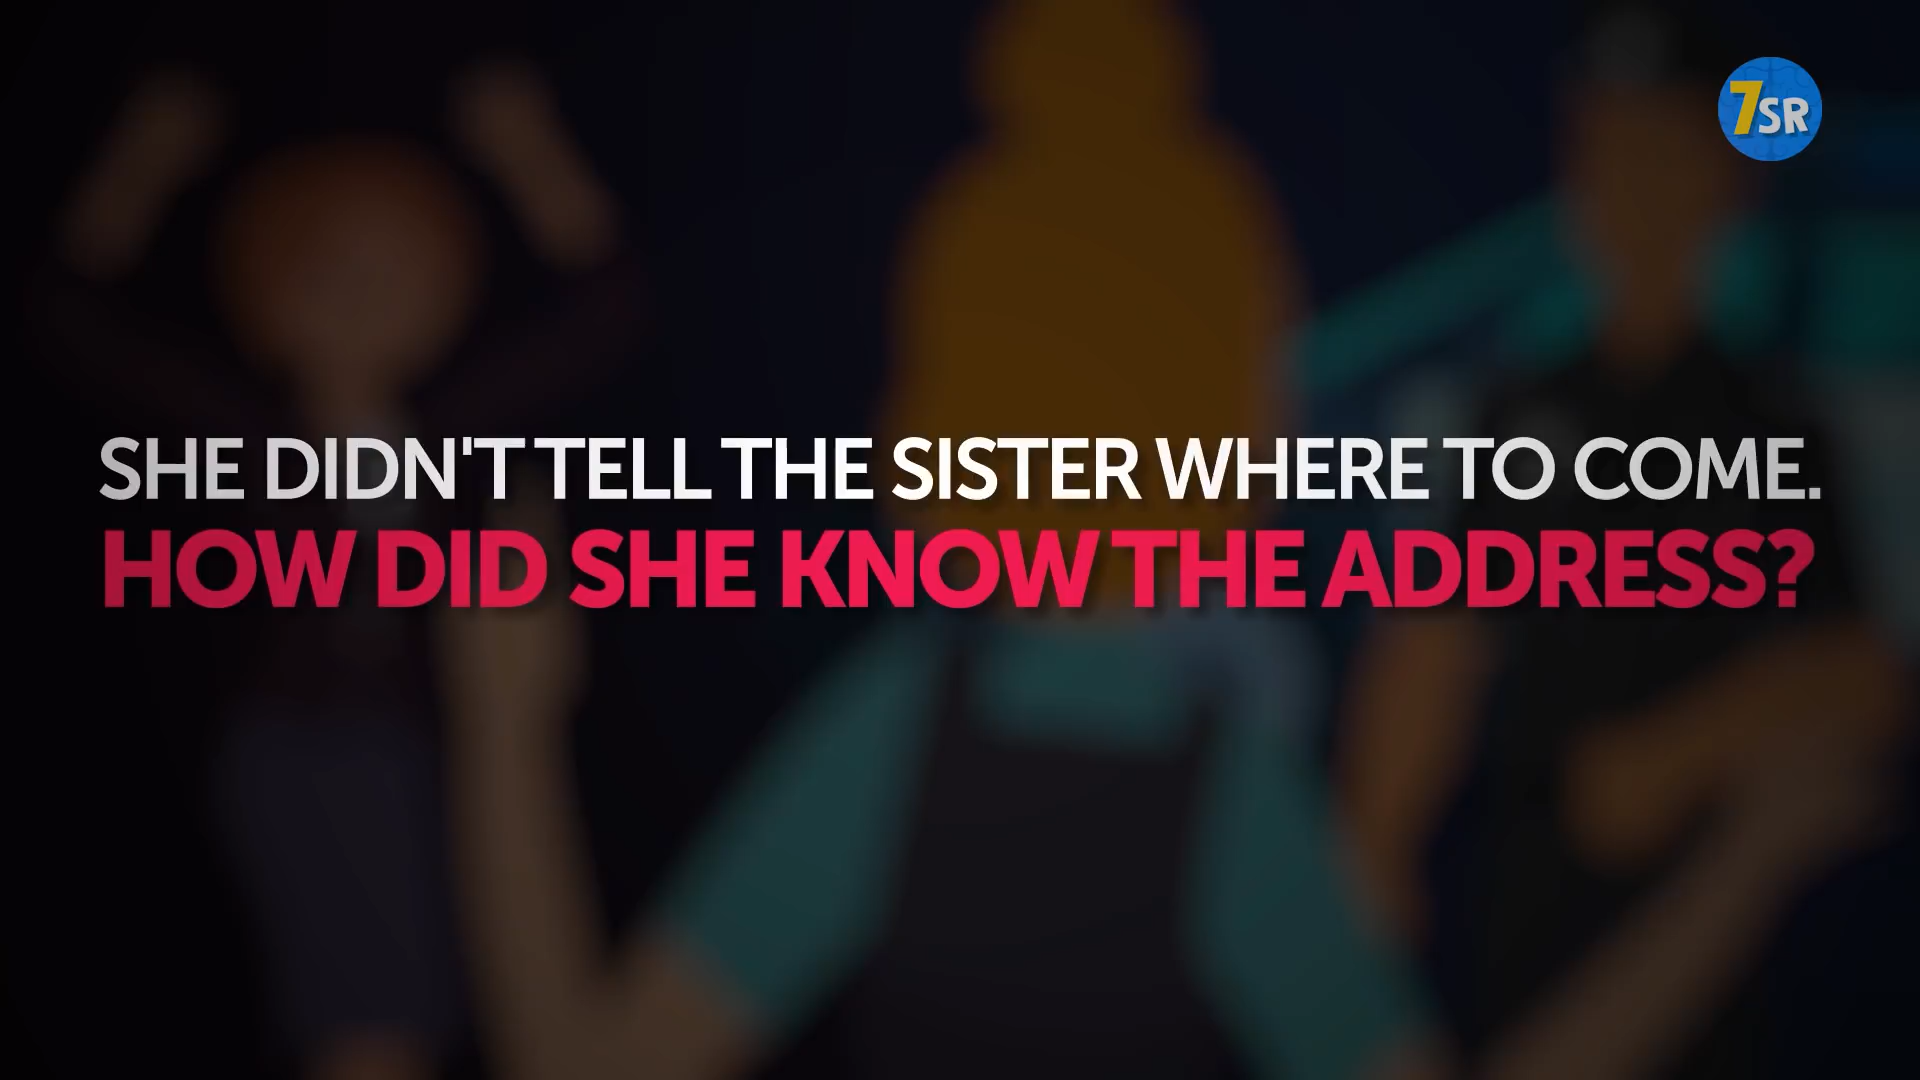 7SR
SHE DIDN'T TELL THE SISTER WHERE TO COME.
HOW DID SHE KNOW THE ADDRESS?